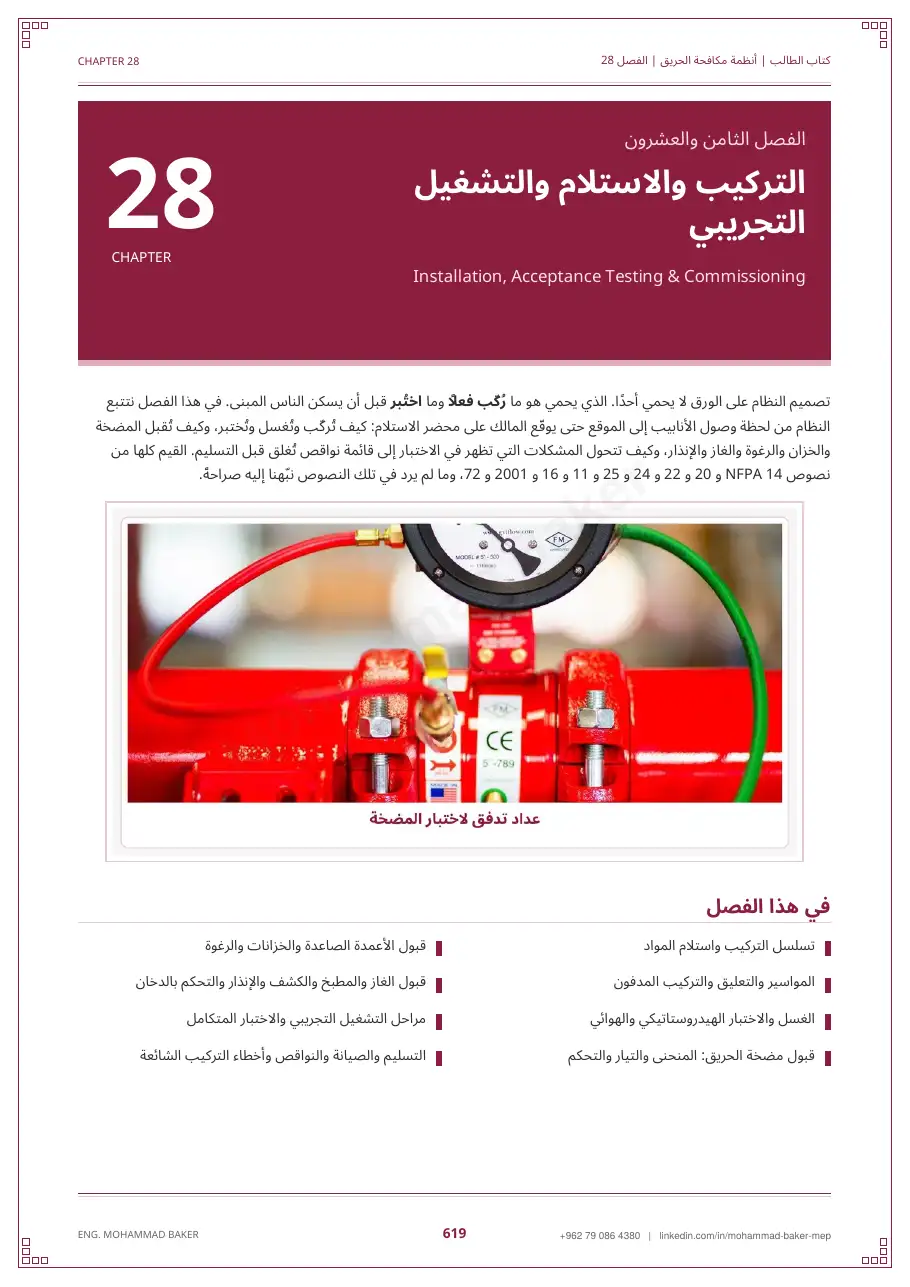 كتاب الطالب | أنظمة مكافحة الحريق | الفصل 28
CHAPTER 28
الفصل الثامن والعشرون
التركيب والاستلام والتشغيل
التجريبي
Installation, Acceptance Testing & Commissioning
28
CHAPTER
تصميم النظام على الورق لا يحمي أحدًا. الذي يحمي هو ما رُكّب فعلًا وما اختُبر قبل أن يسكن الناس المبنى. في هذا الفصل نتتبع
النظام من لحظة وصول الأنابيب إلى الموقع حتى يوقّع المالك على محضر الاستلام: كيف تُركّب وتُغسل وتُختبر، وكيف تُقبل المضخة
والخزان والرغوة والغاز والإنذار، وكيف تتحول المشكلات التي تظهر في الاختبار إلى قائمة نواقص تُغلق قبل التسليم. القيم كلها من
نصوص NFPA 14 و 20 و 22 و 24 و 25 و 11 و 16 و 2001 و 72، وما لم يرد في تلك النصوص نبّهنا إليه صراحةً.
FM
MODEL # 5" - 500
CE
5"-789
عداد تدفق لاختبار المضخة
في هذا الفصل
تسلسل التركيب واستلام المواد
المواسير والتعليق والتركيب المدفون
الغسل والاختبار الهيدروستاتيكي والهوائي
قبول مضخة الحريق: المنحنى والتيار والتحكم
قبول الأعمدة الصاعدة والخزانات والرغوة
قبول الغاز والمطبخ والكشف والإنذار والتحكم بالدخان
مراحل التشغيل التجريبي والاختبار المتكامل
التسليم والصيانة والنواقص وأخطاء التركيب الشائعة
ENG. MOHAMMAD BAKER
619
+962 79 086 4380 | linkedin.com/in/mohammad-baker-mep